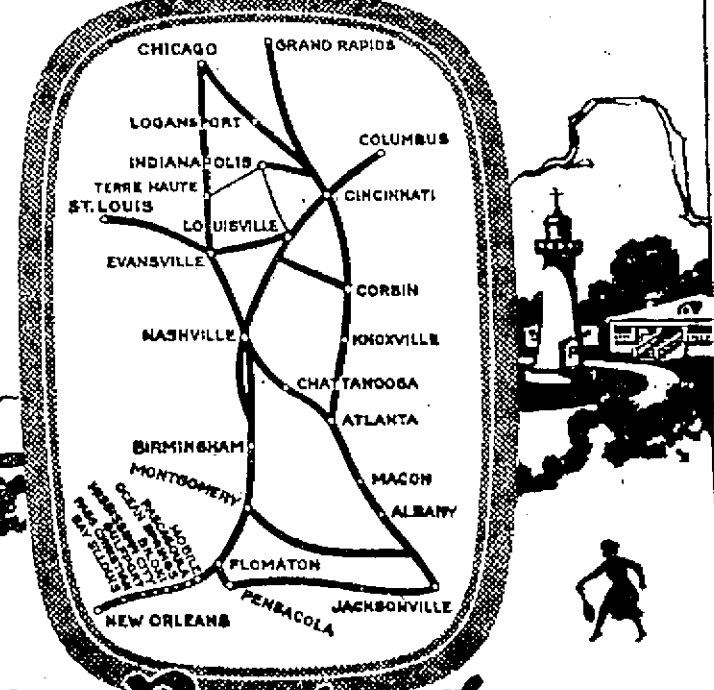 CHICAGO
GRAND RAPIDS
LOGANSPORT
COLUMBUS
INDIANAPOLIS
TERRE HAUTE
CINCINNATI
ST. LOUIS
LOUISVILLE
EVANSVILLE
CORBIN
NASHVILLE
KNOXVILLE
CHATTANOOGA
ATLANTA
BIRMINGHAM
MONTGOMERY
MACON
ALBANY
MOBILE
PASCAGOULA
OCEAN SPRINGS
BILOXI
MISSISSIPPI CITY
GULFPORT
PASS CHRISTIAN
BAY ST. LOUIS
FLOMATON
PENSACOLA
JACKSONVILLE
NEW ORLEANS